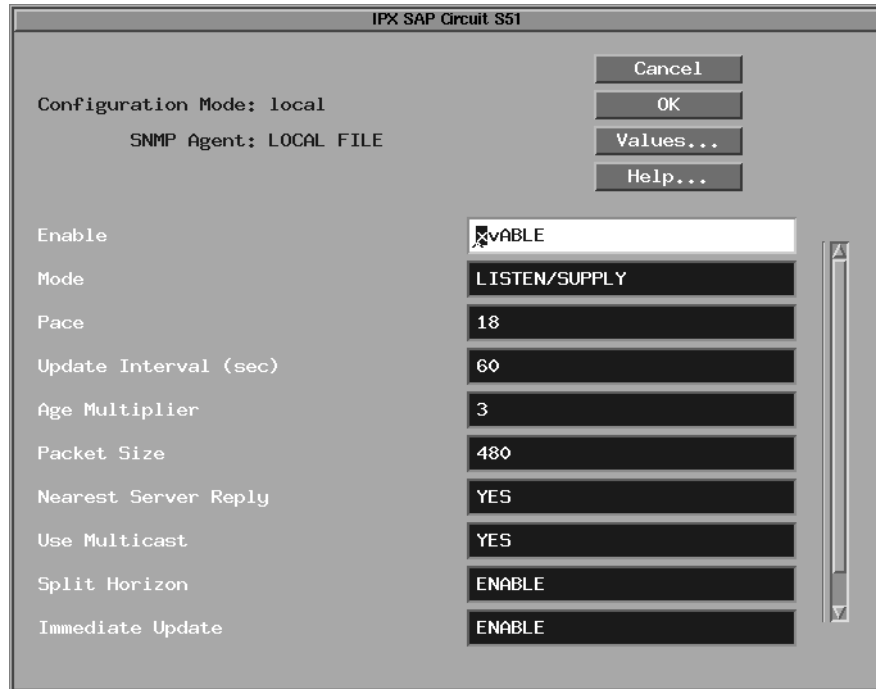 IPX SAP Circuit S51
Cancel
Configuration Mode: local
OK
SNMP Agent: LOCAL FILE
Values...
Help...
Enable
Mode LISTEN/SUPPLY
Pace 18
Update Interval (sec) 60
Age Multiplier 3
Packet Size 480
Nearest Server Reply YES
Use Multicast YES
Split Horizon ENABLE
Immediate Update ENABLE